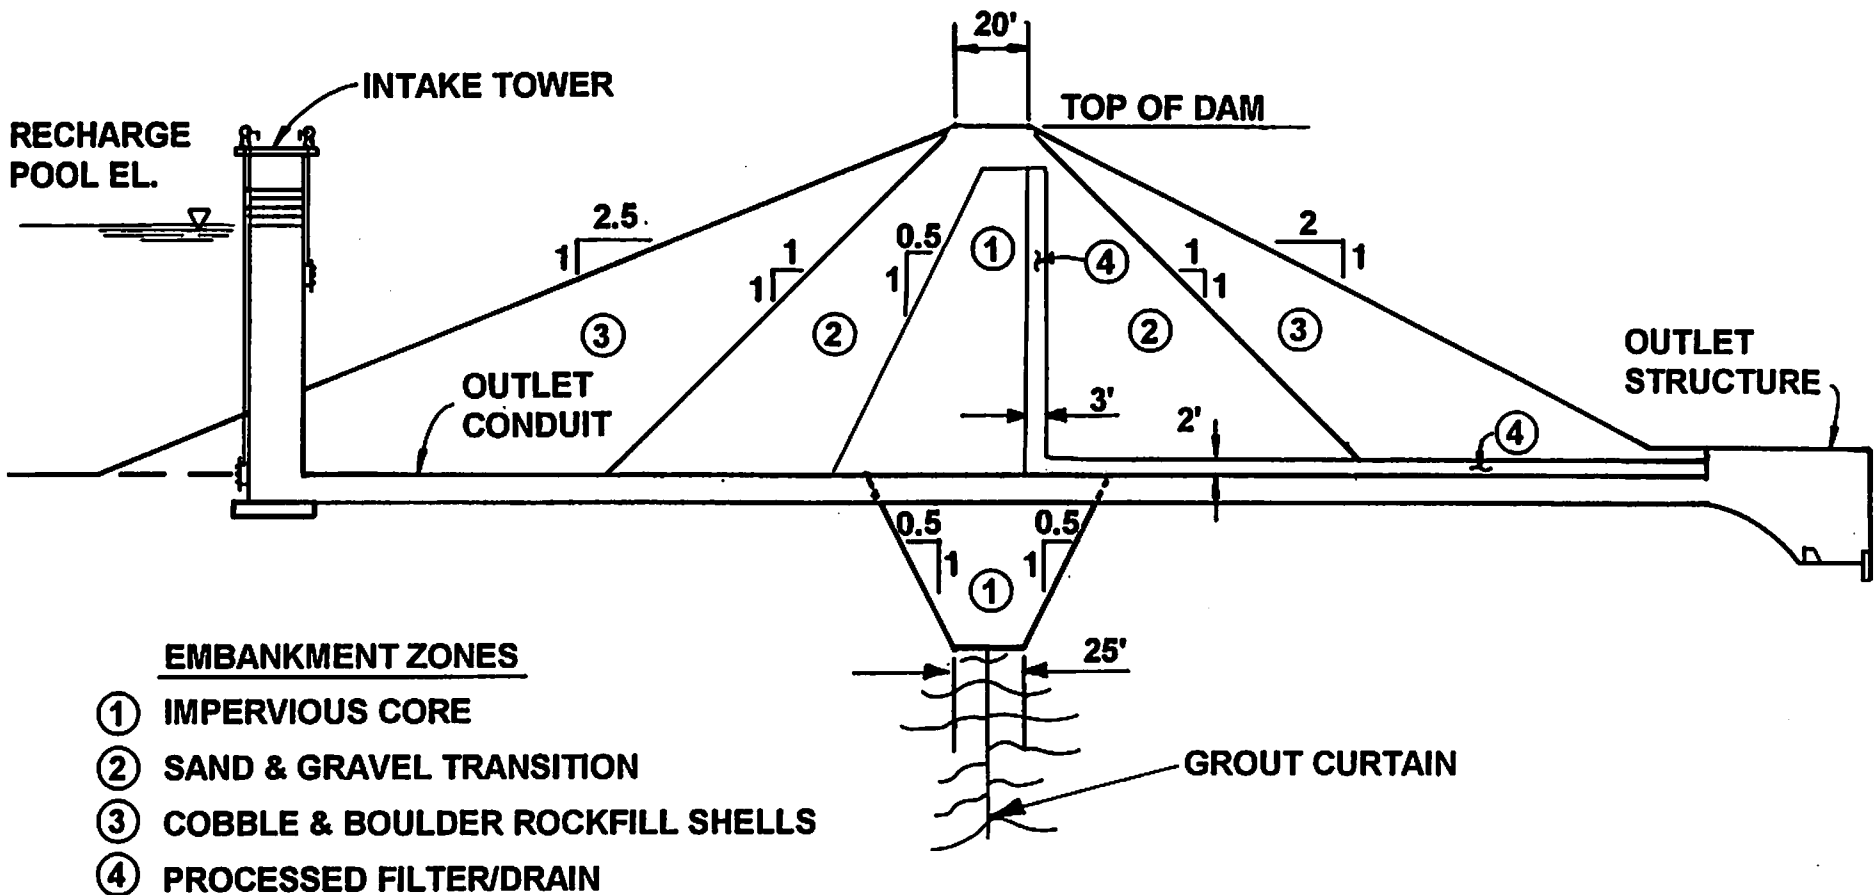 20'
INTAKE TOWER
TOP OF DAM
RECHARGE
POOL EL.
2.5
1
1
1
0.5
1
1
4
1
1
2
1
3
2
2
3
OUTLET
STRUCTURE
OUTLET
CONDUIT
3'
2'
4
0.5
1
0.5
1
1
25'
GROUT CURTAIN
EMBANKMENT ZONES
1 IMPERVIOUS CORE
2 SAND & GRAVEL TRANSITION
3 COBBLE & BOULDER ROCKFILL SHELLS
4 PROCESSED FILTER/DRAIN